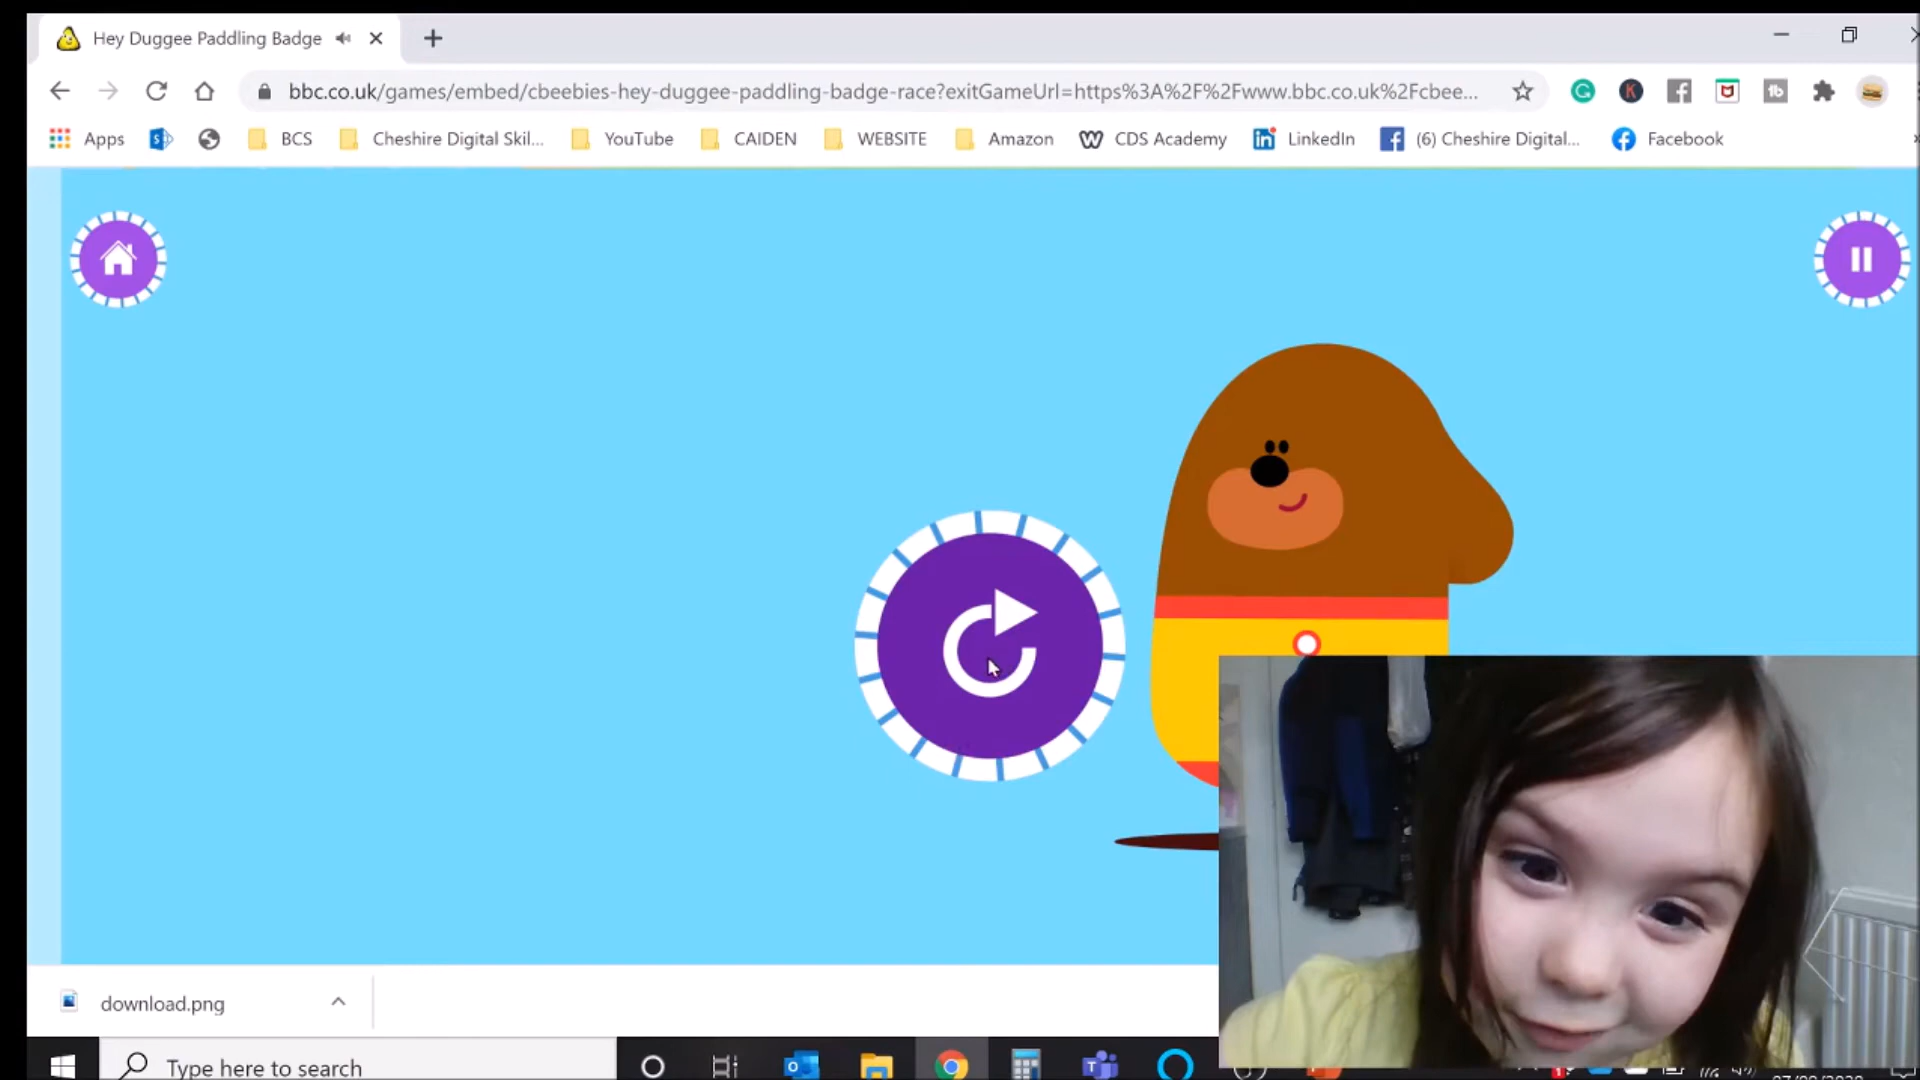 Hey Duggee Paddling Badge
bbc.co.uk/games/embed/cbeebies-hey-duggee-paddling-badge-race?exitGameUrl=https%3A%2F%2Fwww.bbc.co.uk%2Fcbee...
Apps BCS Cheshire Digital Skil... YouTube CAIDEN WEBSITE Amazon CDS Academy LinkedIn (6) Cheshire Digital... Facebook
download.png
Type here to search